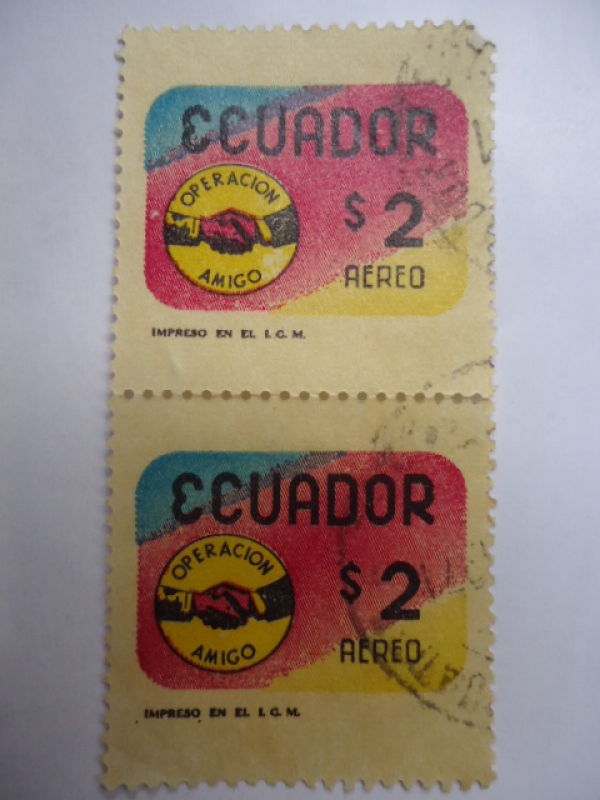 ECUADOR
OPERACION
AMIGO
$ 2
AEREO
IMPRESO EN EL I. G. M.
ECUADOR
OPERACION
AMIGO
$ 2
AEREO
IMPRESO EN EL I. G. M.